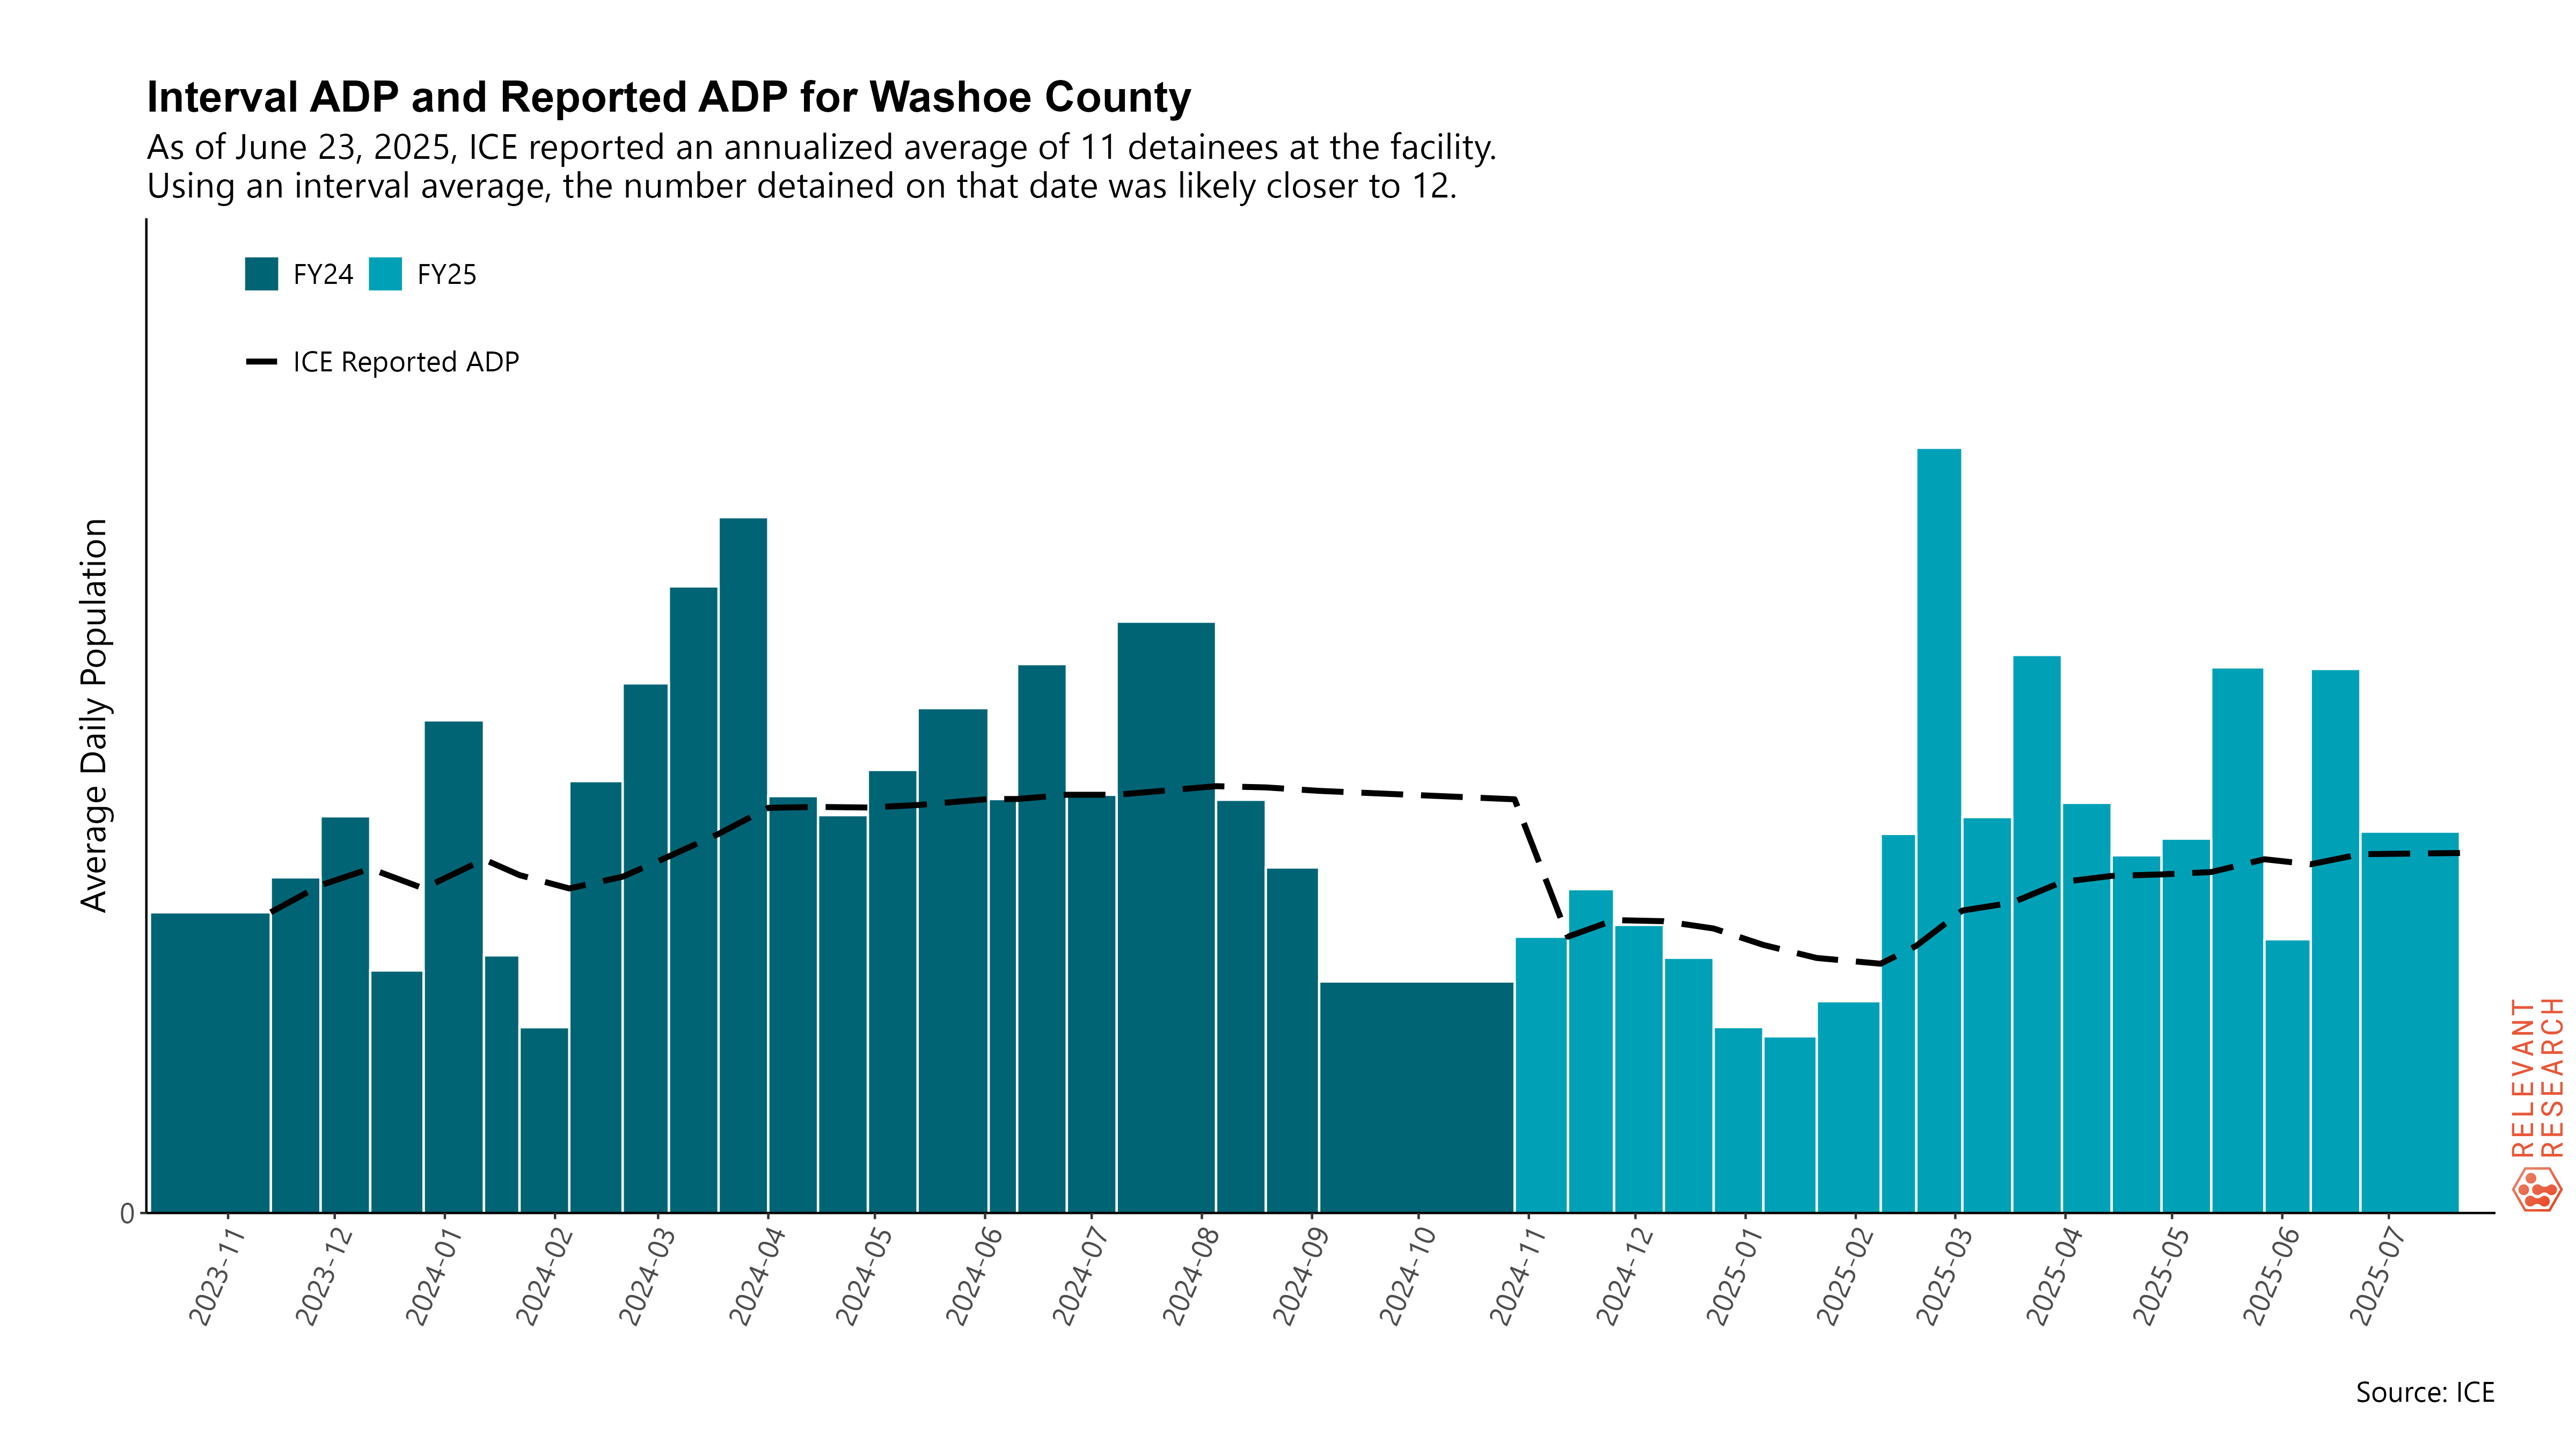 Interval ADP and Reported ADP for Washoe County
As of June 23, 2025, ICE reported an annualized average of 11 detainees at the facility.
Using an interval average, the number detained on that date was likely closer to 12.
FY24
FY25
ICE Reported ADP
Average Daily Population
0
2023-11
2023-12
2024-01
2024-02
2024-03
2024-04
2024-05
2024-06
2024-07
2024-08
2024-09
2024-10
2024-11
2024-12
2025-01
2025-02
2025-03
2025-04
2025-05
2025-06
2025-07
RELEVANT
RESEARCH
Source: ICE